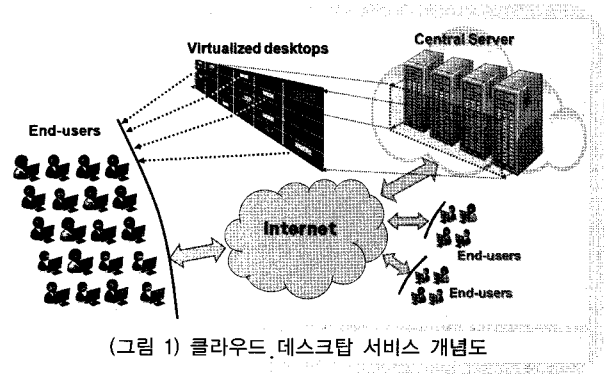 Virtualized desktops
Central Server
End-users
Internet
End-users
End-users
(그림 1) 클라우드 데스크탑 서비스 개념도